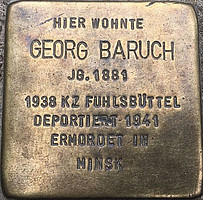 HIER WOHNTE
GEORG BARUCH
JG. 1881
1938 KZ FUHLSBÜTTEL
DEPORTIERT 1941
ERMORDET IN
MINSK